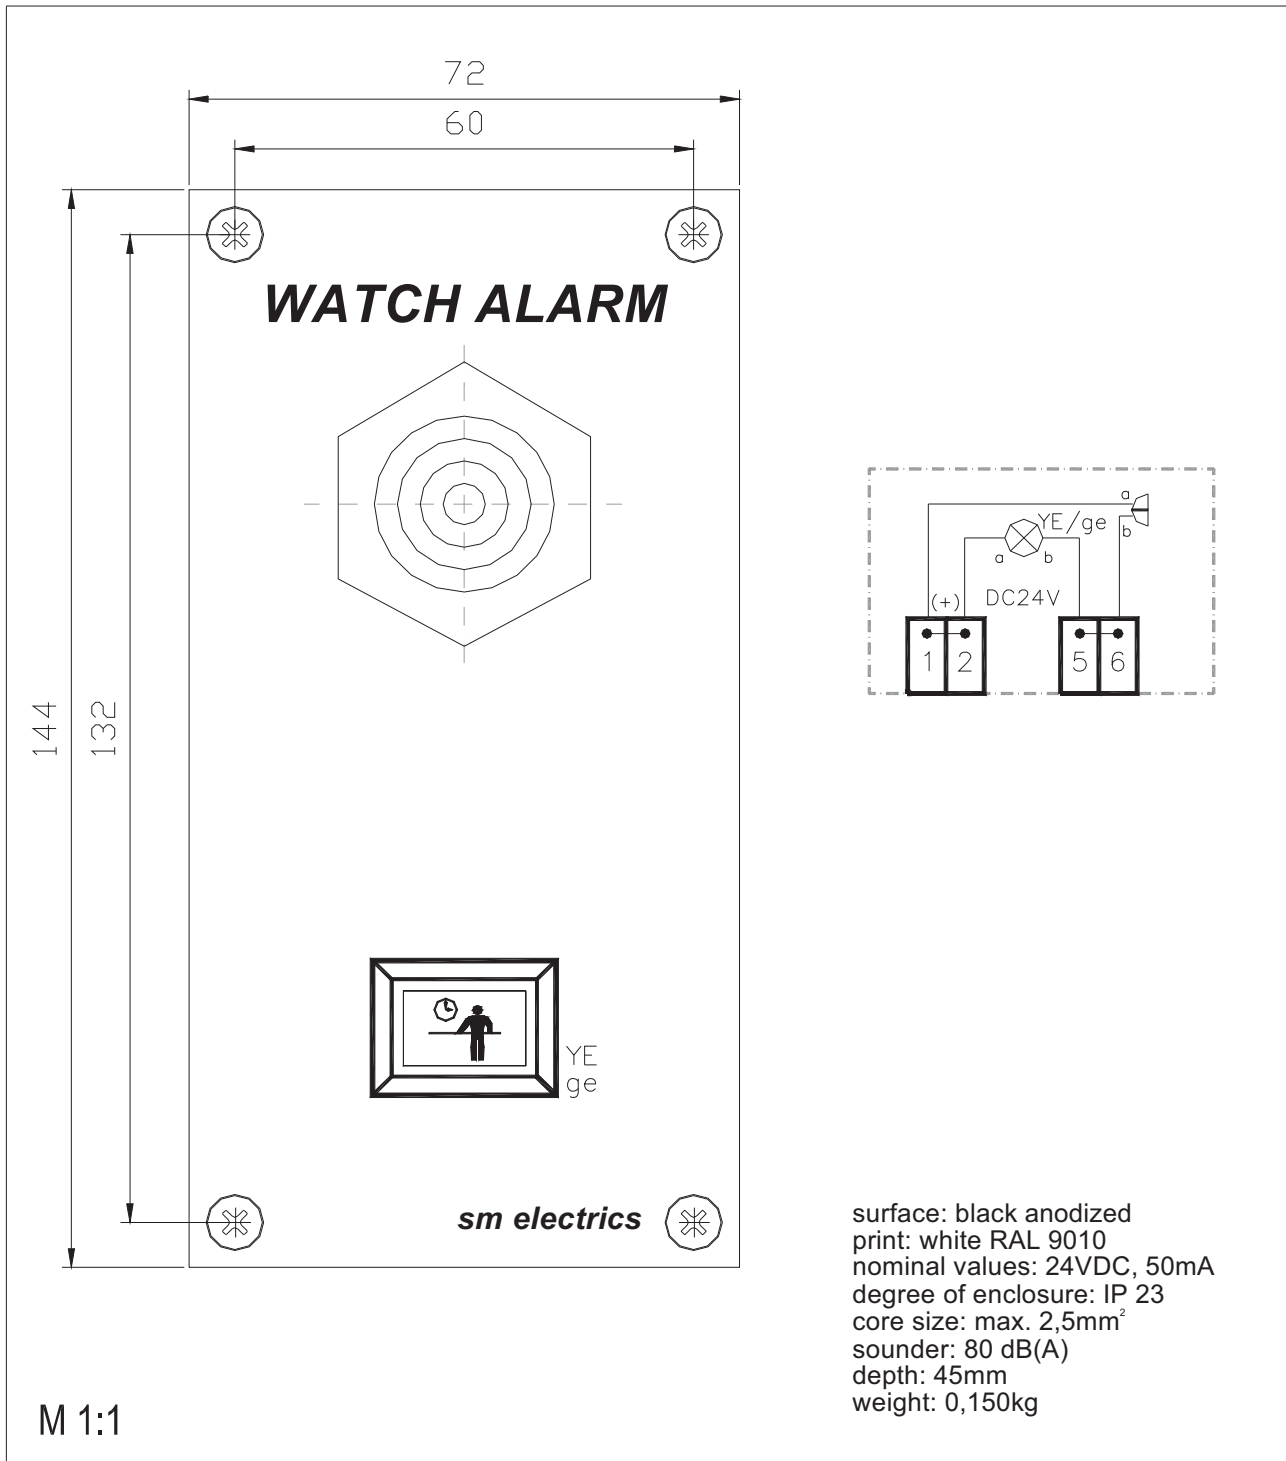 72
60
WATCH ALARM
144
132
a
YE/ge
b
a
b
(+)
DC24V
1 2 5 6
YE
ge
sm electrics
surface: black anodized
print: white RAL 9010
nominal values: 24VDC, 50mA
degree of enclosure: IP 23
core size: max. 2,5mm²
sounder: 80 dB(A)
depth: 45mm
weight: 0,150kg
M 1:1